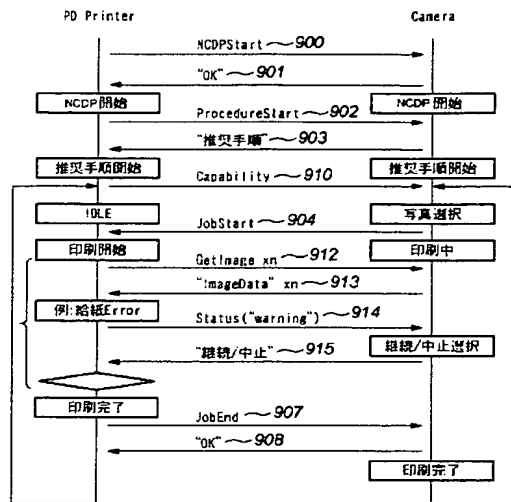 PD Printer
Camera
NCDPStart 900
"OK" 901
NCDP開始
NCDP 開始
ProcedureStart 902
"推奨手順" 903
推奨手順開始
推奨手順開始
Capability 910
IDLE
写真選択
JobStart 904
印刷開始
印刷中
GetImage xn 912
"ImageData" xn 913
例:給紙Error
Status("warning") 914
継続/中止選択
"継続/中止" 915
印刷完了
JobEnd 907
"OK" 908
印刷完了